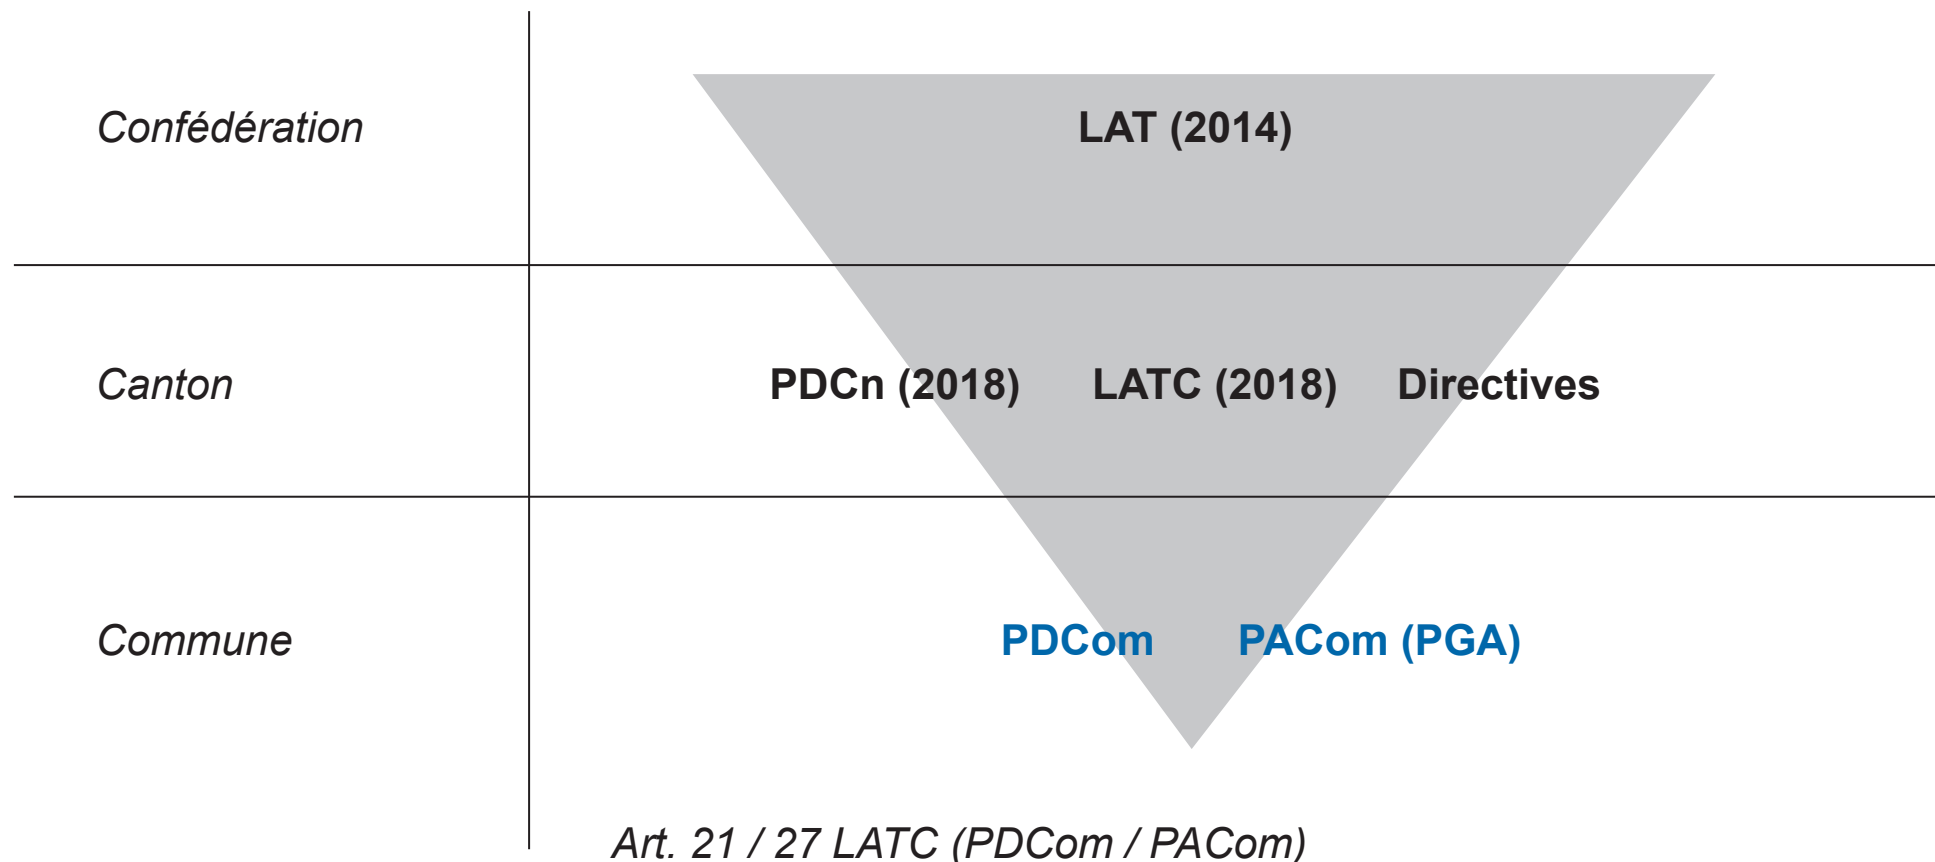 Confédération LAT (2014)
Canton PDCn (2018) LATC (2018) Directives
Commune PDCom PACom (PGA)
Art. 21 / 27 LATC (PDCom / PACom)